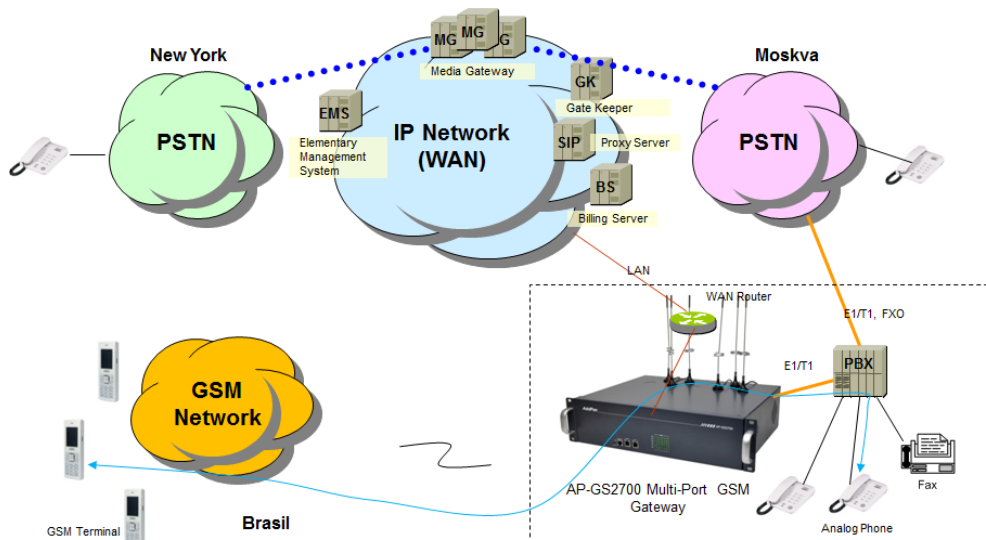 New York
MG
MG
G
Moskva
Media Gateway
GK
Gate Keeper
EMS
PSTN
IP Network
(WAN)
SIP
Proxy Server
PSTN
Elementary
Management
System
BS
Billing Server
LAN
WAN Router
E1/T1, FXO
E1/T1
PBX
GSM
Network
AP-GS2700 Multi-Port GSM
Gateway
Fax
GSM Terminal
Brasil
Analog Phone